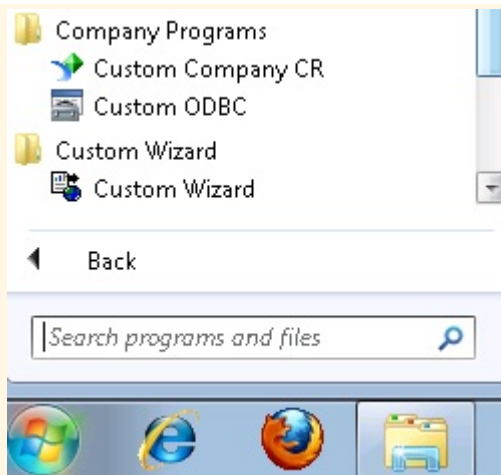 Company Programs
Custom Company CR
Custom ODBC
Custom Wizard
Custom Wizard
Back
Search programs and files